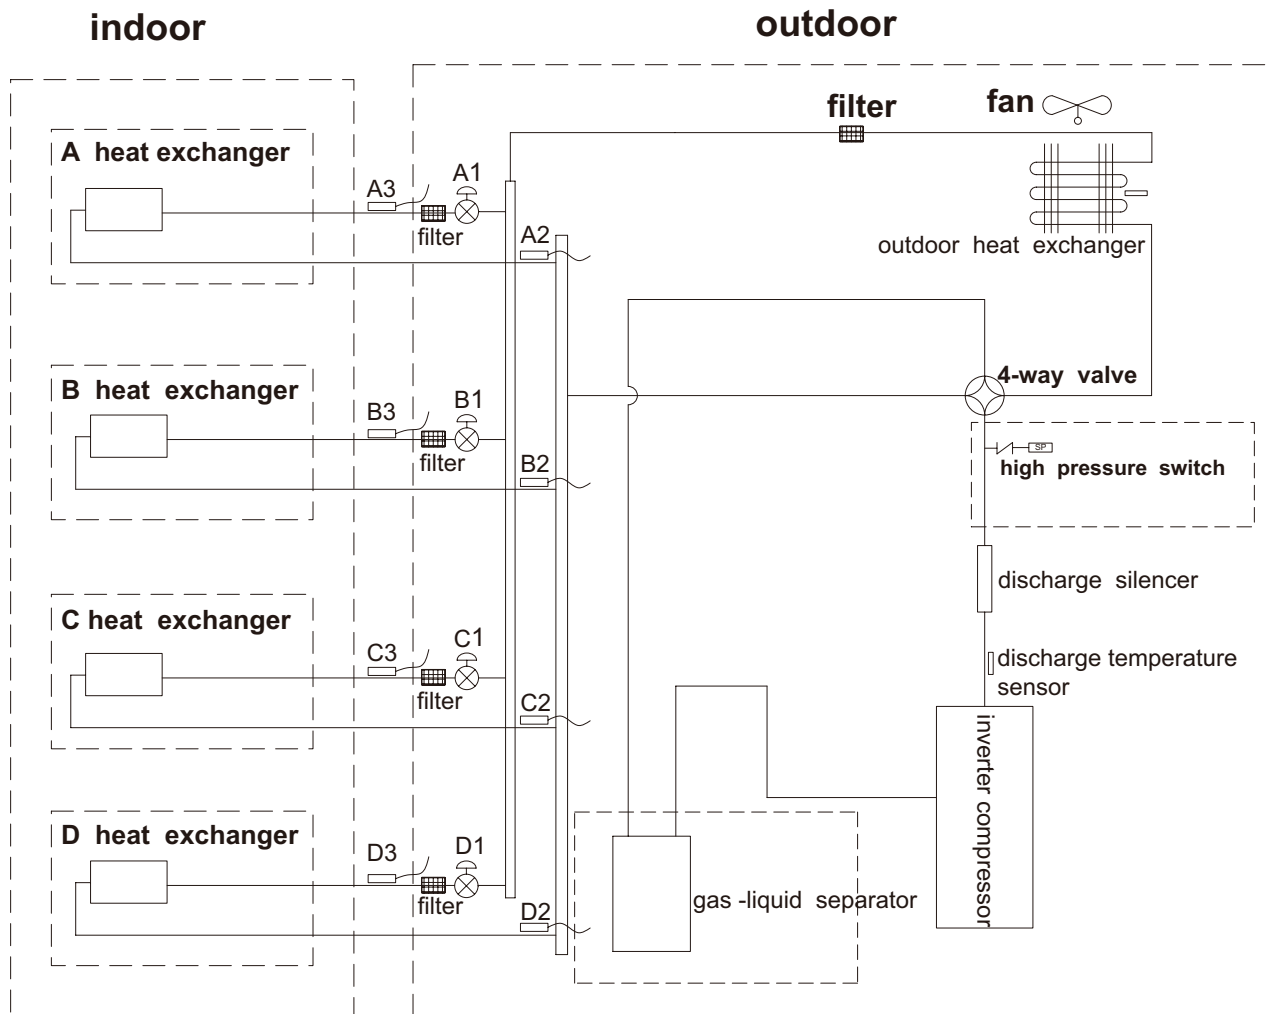 indoor
outdoor
filter
fan
A heat exchanger
A3
A1
filter
A2
outdoor heat exchanger
4-way valve
B heat exchanger
B3
B1
filter
B2
SP
high pressure switch
discharge silencer
C heat exchanger
C3
C1
filter
C2
discharge temperature
sensor
inverter compressor
D heat exchanger
D3
D1
filter
D2
gas -liquid separator